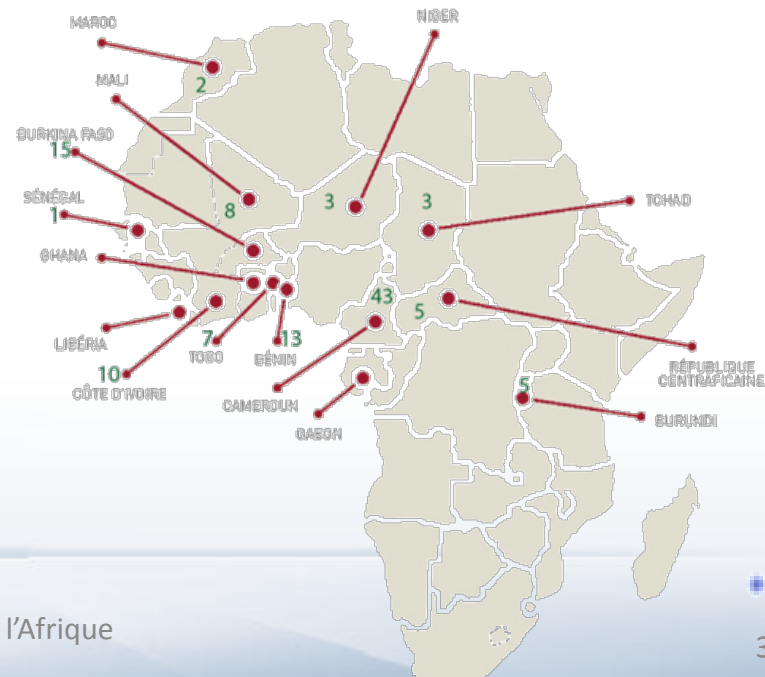 MAROC
NIGER
2
MALI
BURKINA FASO
15
8
3
3
SÉNÉGAL
1
TCHAD
GHANA
43
5
LIBÉRIA
7
TOGO
13
BÉNIN
10
CÔTE D'IVOIRE
RÉPUBLIQUE
CENTRAFICAINE
5
CAMEROUN
GABON
BURUNDI
l'Afrique
3